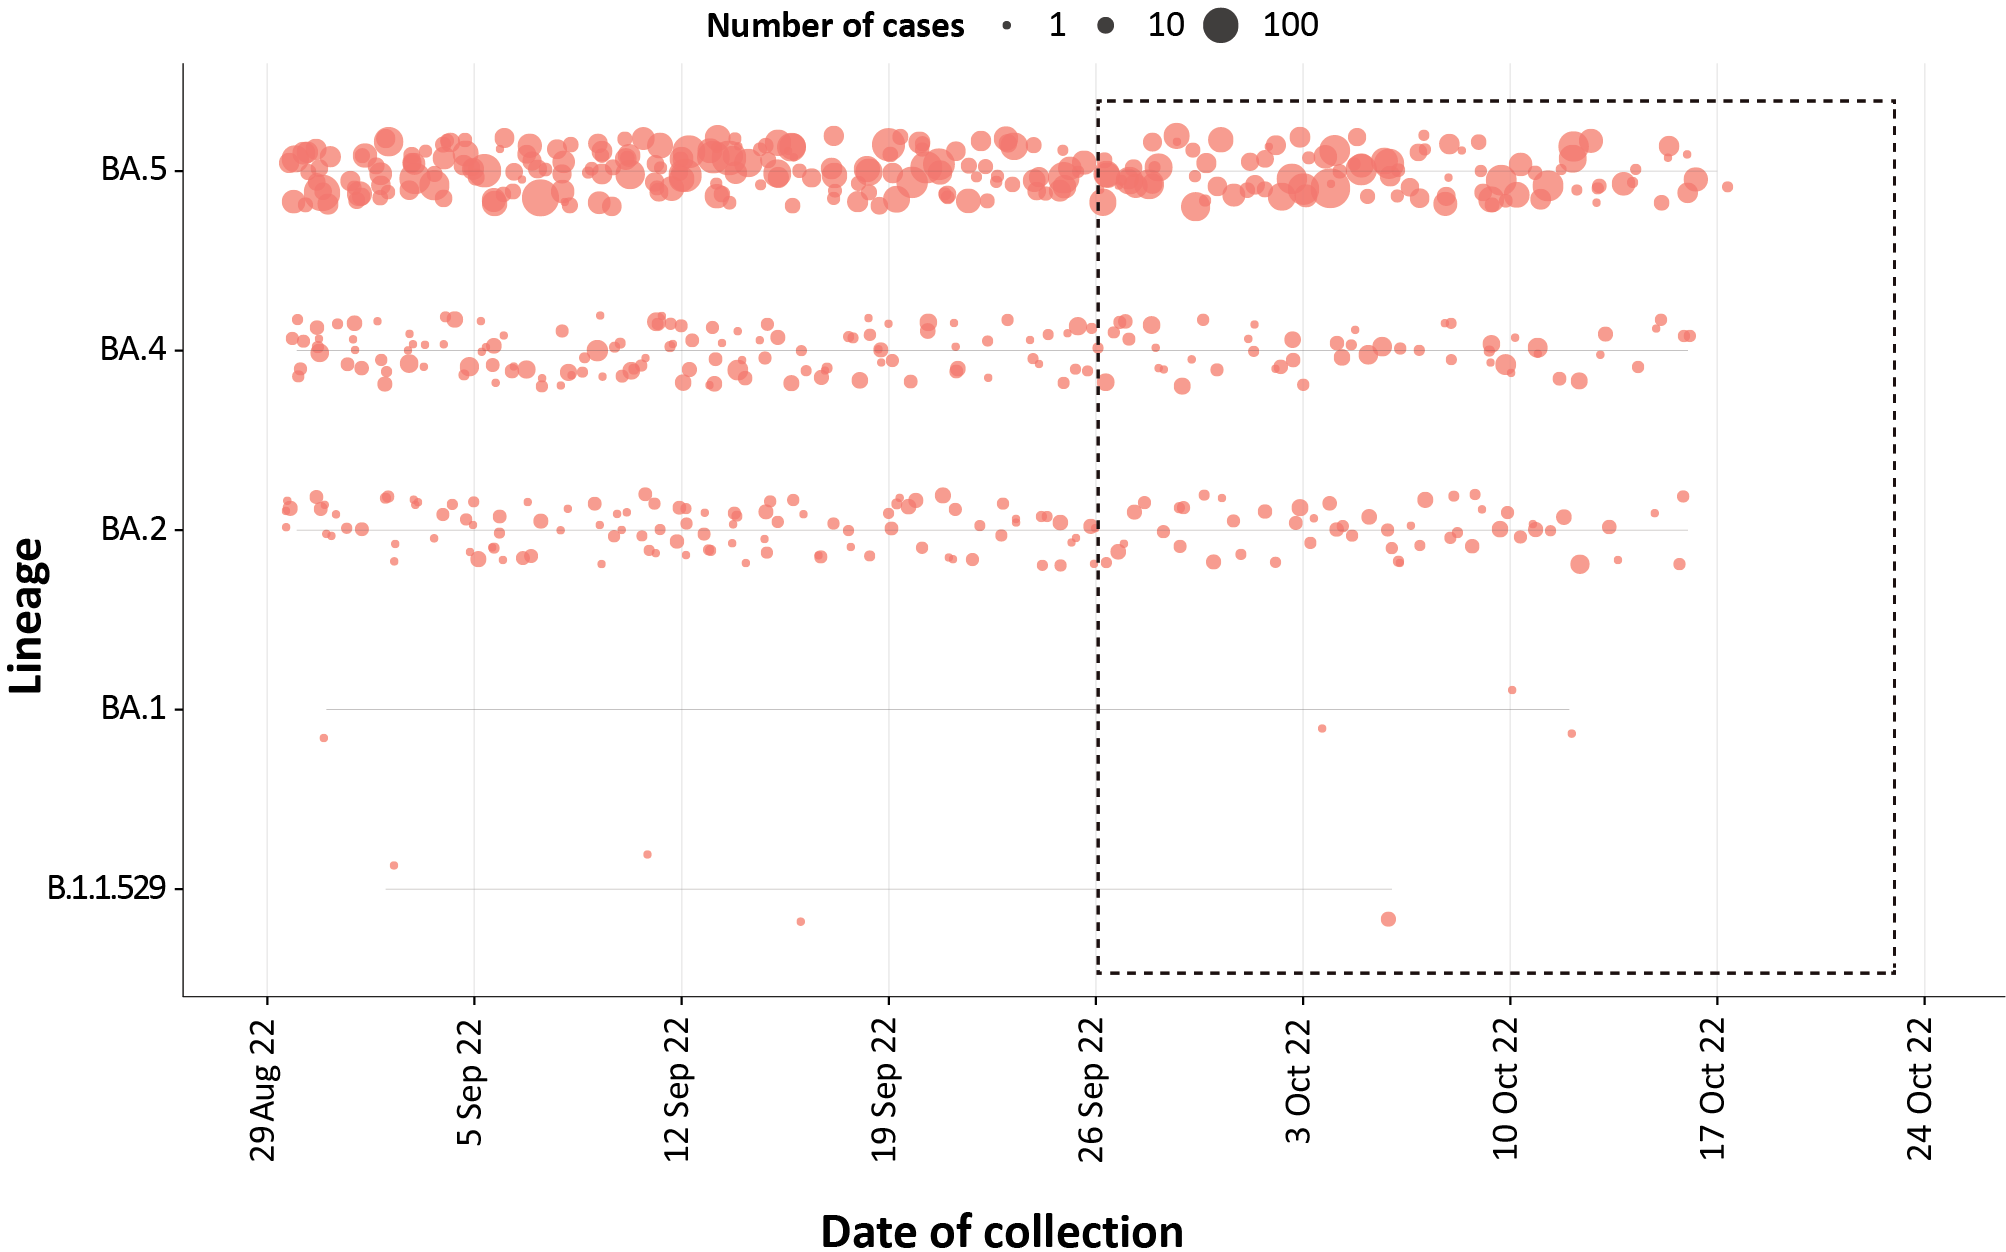 Number of cases 1 10 100
BA.5
BA.4
BA.2
BA.1
B.1.1.529
Lineage
29 Aug 22
5 Sep 22
12 Sep 22
19 Sep 22
26 Sep 22
3 Oct 22
10 Oct 22
17 Oct 22
24 Oct 22
Date of collection